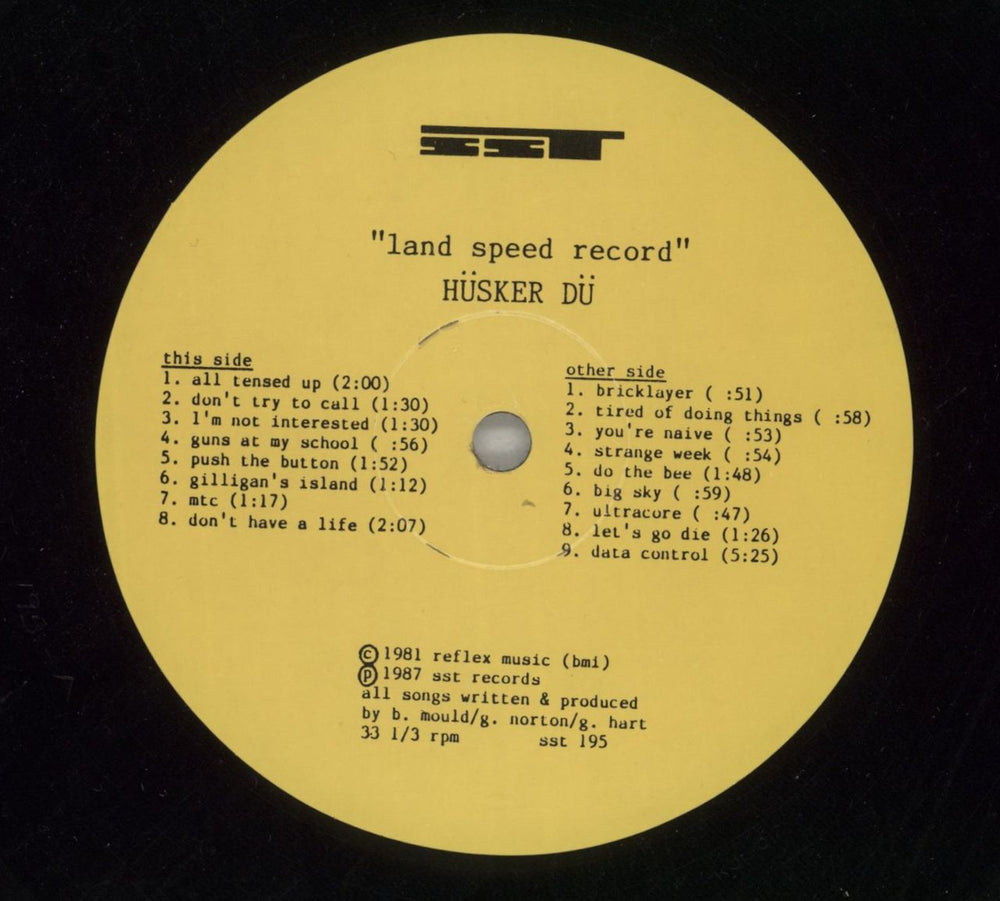 SST
"land speed record"
HÜSKER DÜ
this side
1. all tensed up (2:00)
2. don't try to call (1:30)
3. I'm not interested (1:30)
4. guns at my school ( :56)
5. push the button (1:52)
6. gilligan's island (1:12)
7. mtc (1:17)
8. don't have a life (2:07)
other side
1. bricklayer ( :51)
2. tired of doing things ( :58)
3. you're naive ( :53)
4. strange week ( :54)
5. do the bee (1:48)
6. big sky ( :59)
7. ultracore ( :47)
8. let's go die (1:26)
9. data control (5:25)
©1981 reflex music (bmi)
℗1987 sst records
all songs written & produced
by b. mould/g. norton/g. hart
33 1/3 rpm sst 195